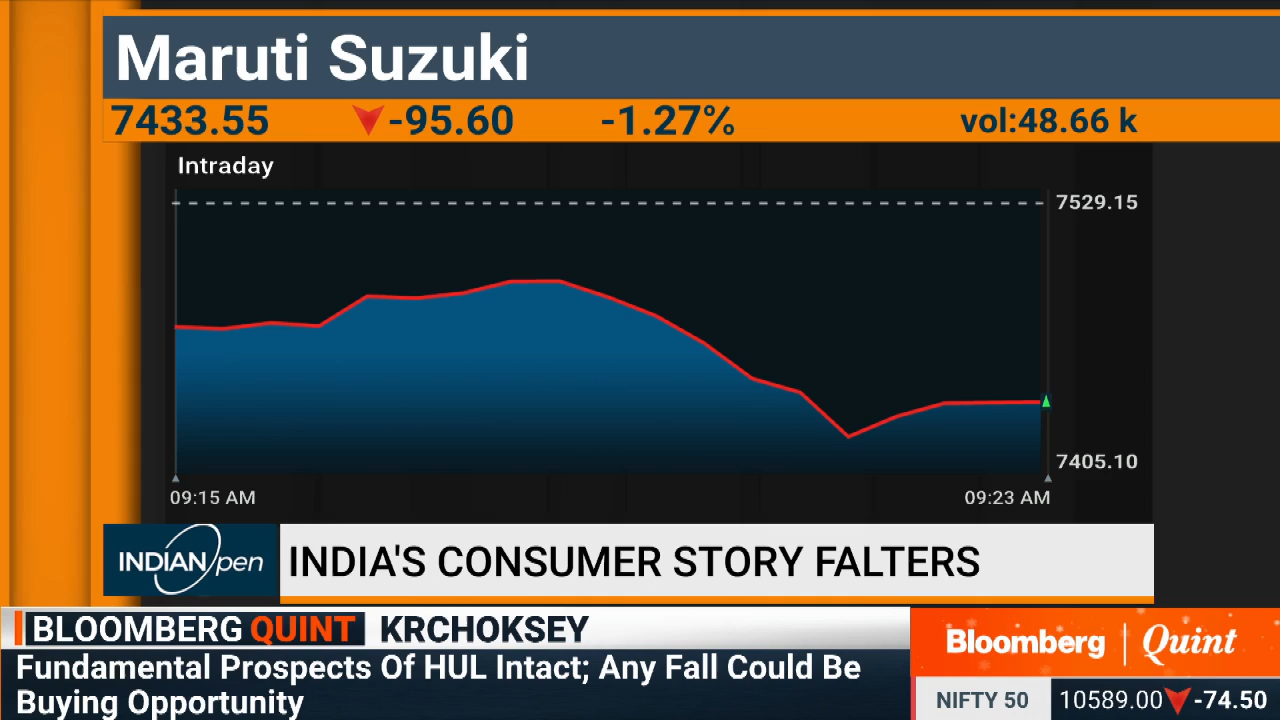 Maruti Suzuki
7433.55 -95.60 -1.27% vol:48.66 k
Intraday
7529.15
7405.10
09:15 AM 09:23 AM
INDIAN Open INDIA'S CONSUMER STORY FALTERS
BLOOMBERG QUINT KRCHOKSEY
Fundamental Prospects Of HUL Intact; Any Fall Could Be
Buying Opportunity
Bloomberg | Quint
NIFTY 50 10589.00 -74.50